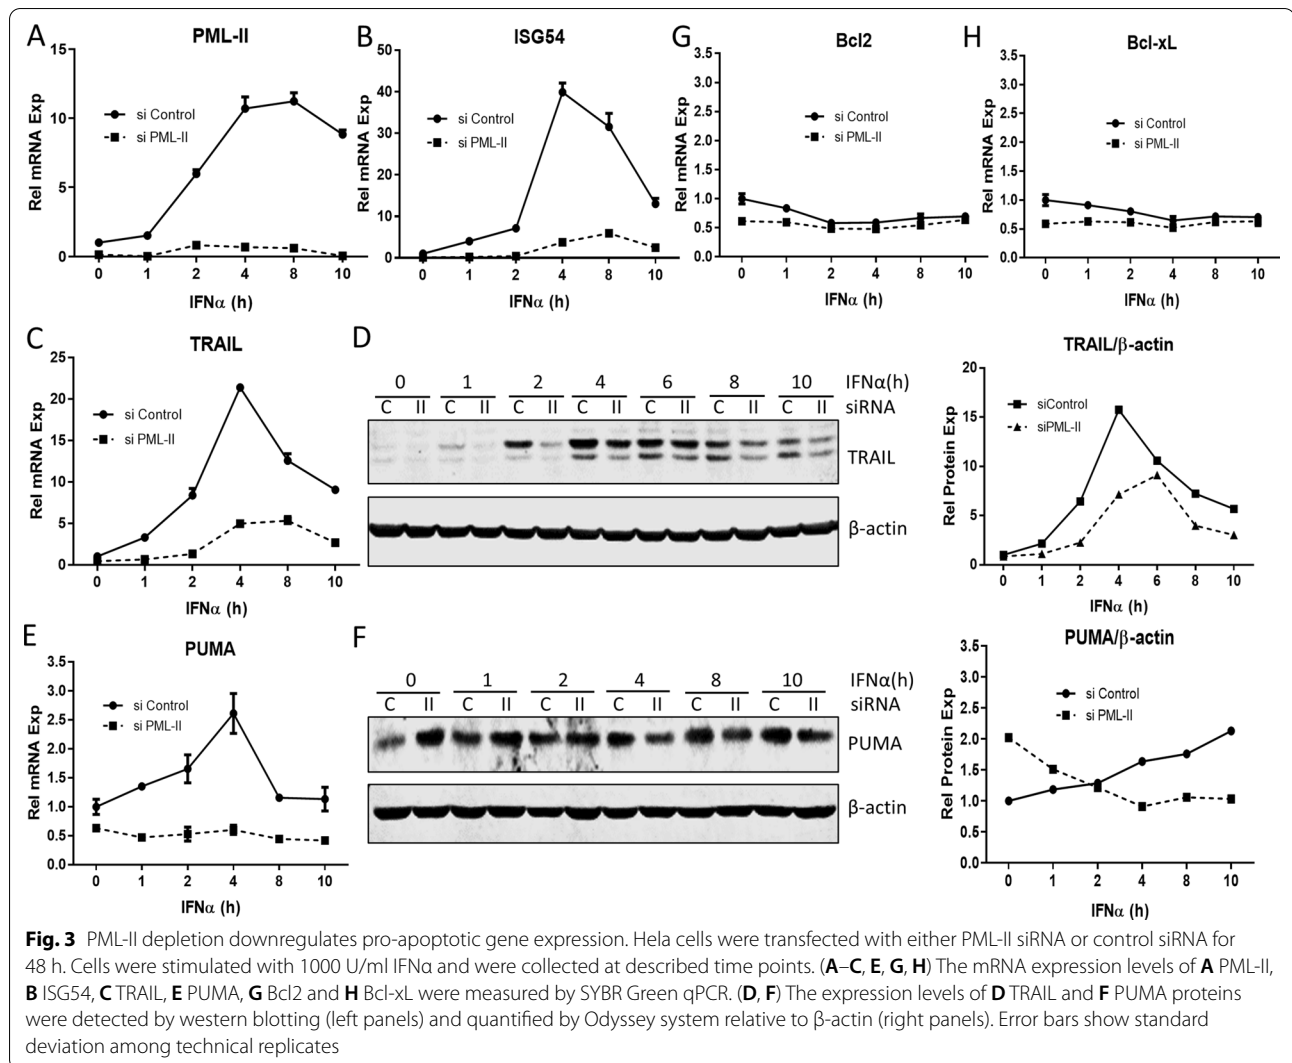 A
PML-II
15
10
5
0
Rel mRNA Exp
si Control
si PML-II
0 1 2 4 8 10
IFNα (h)
B
ISG54
50
40
30
20
10
0
Rel mRNA Exp
si Control
si PML-II
0 1 2 4 8 10
IFNα (h)
G
Bcl2
3.5
3.0
2.5
2.0
1.5
1.0
0.5
0.0
Rel mRNA Exp
si Control
si PML-II
0 1 2 4 8 10
IFNα (h)
H
Bcl-xL
3.5
3.0
2.5
2.0
1.5
1.0
0.5
0.0
Rel mRNA Exp
si Control
si PML-II
0 1 2 4 8 10
IFNα (h)
C
TRAIL
25
20
15
10
5
0
Rel mRNA Exp
si Control
si PML-II
0 1 2 4 8 10
IFNα (h)
D
0 1 2 4 6 8 10 IFNα(h)
C II C II C II C II C II C II C II siRNA
TRAIL
β-actin
TRAIL/β-actin
20
15
10
5
0
Rel Protein Exp
siControl
siPML-II
0 1 2 4 6 8 10
IFNα (h)
E
PUMA
3.5
3.0
2.5
2.0
1.5
1.0
0.5
0.0
Rel mRNA Exp
si Control
si PML-II
0 1 2 4 8 10
IFNα (h)
F
0 1 2 4 8 10 IFNα(h)
C II C II C II C II C II C II siRNA
PUMA
β-actin
PUMA/β-actin
3.5
3.0
2.5
2.0
1.5
1.0
0.5
0.0
Rel Protein Exp
si Control
si PML-II
0 1 2 4 8 10
IFNα (h)
Fig. 3 PML-II depletion downregulates pro-apoptotic gene expression. Hela cells were transfected with either PML-II siRNA or control siRNA for
48 h. Cells were stimulated with 1000 U/ml IFNα and were collected at described time points. (A–C, E, G, H) The mRNA expression levels of A PML-II,
B ISG54, C TRAIL, E PUMA, G Bcl2 and H Bcl-xL were measured by SYBR Green qPCR. (D, F) The expression levels of D TRAIL and F PUMA proteins
were detected by western blotting (left panels) and quantified by Odyssey system relative to β-actin (right panels). Error bars show standard
deviation among technical replicates